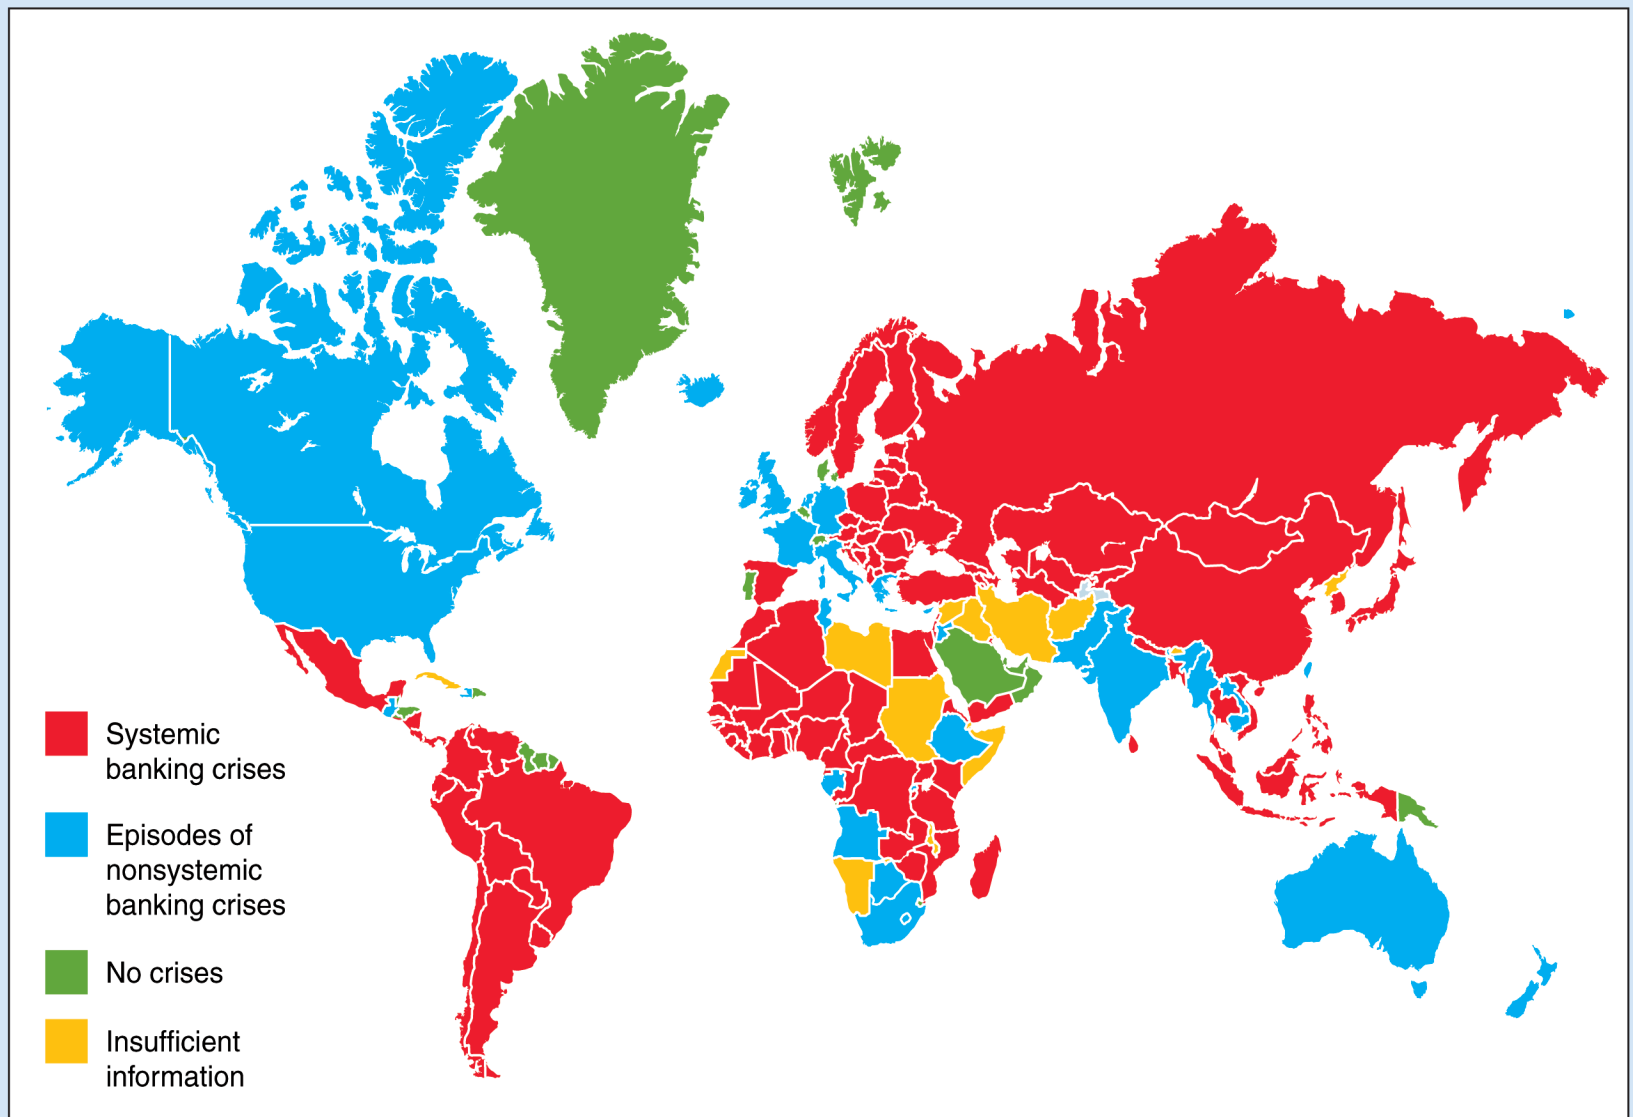 Systemic
banking crises
Episodes of
nonsystemic
banking crises
No crises
Insufficient
information